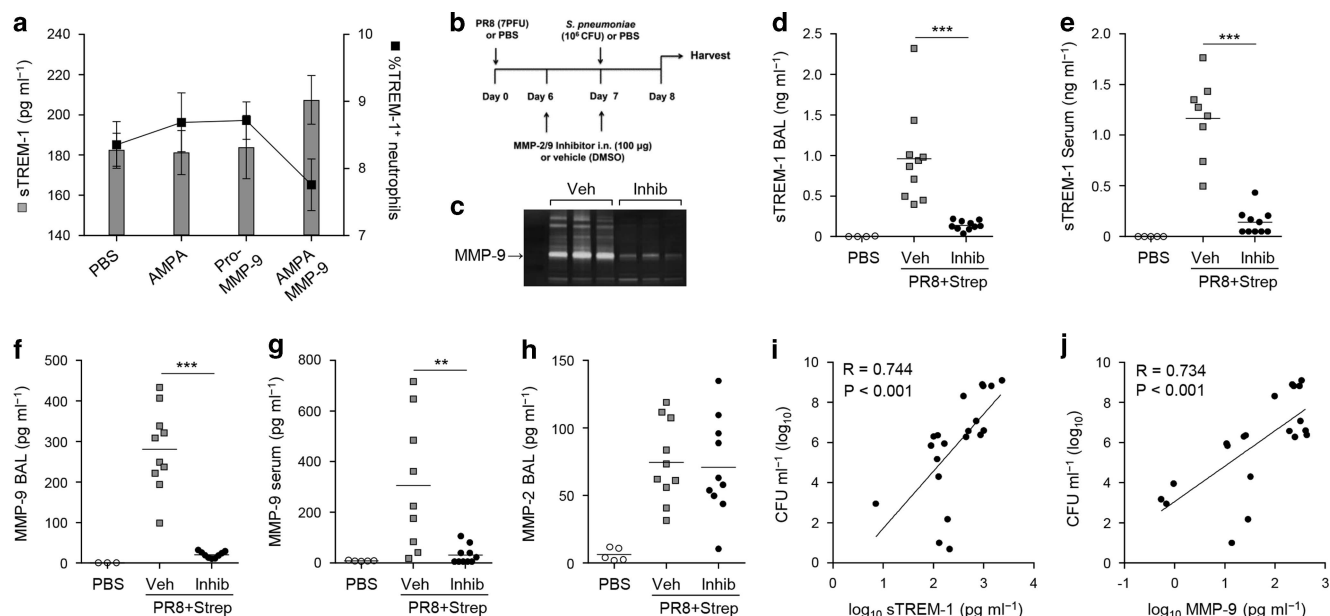 a
sTREM-1 (pg ml⁻¹)
240
220
200
180
160
140
10
9
8
7
%TREM-1⁺
neutrophils
PBS
AMPA
Pro-
MMP-9
AMPA
MMP-9
b
PR8 (7PFU)
or PBS
S. pneumoniae
(10⁶ CFU) or PBS
Harvest
Day 0
Day 6
Day 7
Day 8
MMP-2/9 Inhibitor i.n. (100 µg)
or vehicle (DMSO)
c
Veh
Inhib
MMP-9
d
sTREM-1 BAL (ng ml⁻¹)
2.5
2.0
1.5
1.0
0.5
0
***
PBS
Veh
Inhib
PR8+Strep
e
sTREM-1 Serum (ng ml⁻¹)
2.0
1.5
1.0
0.5
0
***
PBS
Veh
Inhib
PR8+Strep
f
MMP-9 BAL (pg ml⁻¹)
500
400
300
200
100
0
***
PBS
Veh
Inhib
PR8+Strep
g
MMP-9 serum (pg ml⁻¹)
800
600
400
200
0
**
PBS
Veh
Inhib
PR8+Strep
h
MMP-2 BAL (pg ml⁻¹)
150
100
50
0
PBS
Veh
Inhib
PR8+Strep
i
R = 0.744
P < 0.001
CFU ml⁻¹ (log₁₀)
10
8
6
4
2
0
0
1
2
3
4
log₁₀ sTREM-1 (pg ml⁻¹)
j
R = 0.734
P < 0.001
CFU ml⁻¹ (log₁₀)
10
8
6
4
2
0
-1
0
1
2
3
log₁₀ MMP-9 (pg ml⁻¹)